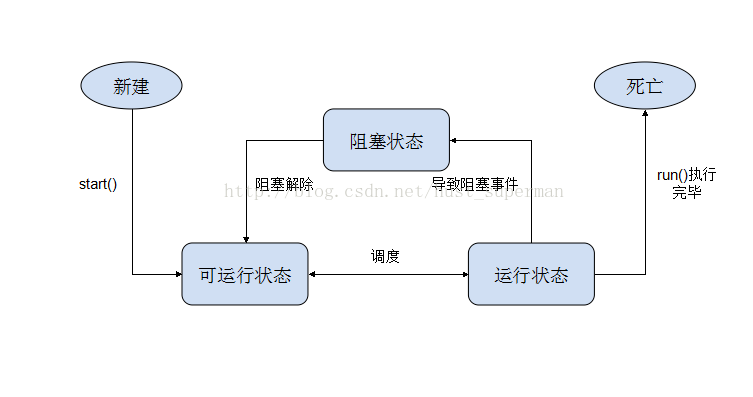 新建
死亡
阻塞状态
start()
阻塞解除
导致阻塞事件
run()执行
完毕
http://blog.csdn.net/hust_superman
调度
可运行状态
运行状态